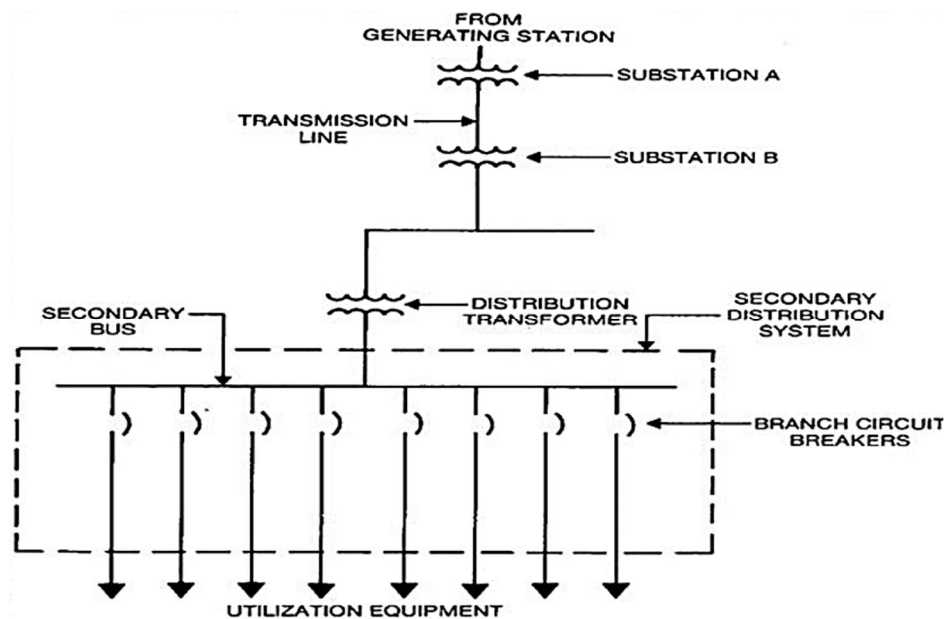 FROM
GENERATING STATION
SUBSTATION A
TRANSMISSION
LINE
SUBSTATION B
DISTRIBUTION
TRANSFORMER
SECONDARY
DISTRIBUTION
SYSTEM
SECONDARY
BUS
BRANCH CIRCUIT
BREAKERS
UTILIZATION EQUIPMENT